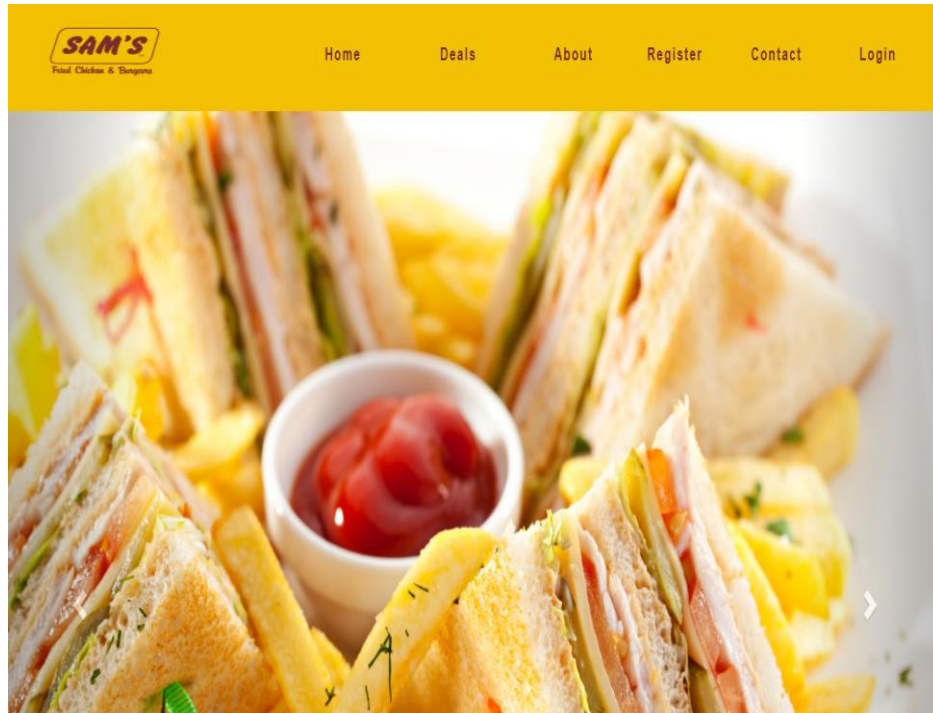 SAM'S
Fried Chicken & Burgers
Home Deals About Register Contact Login